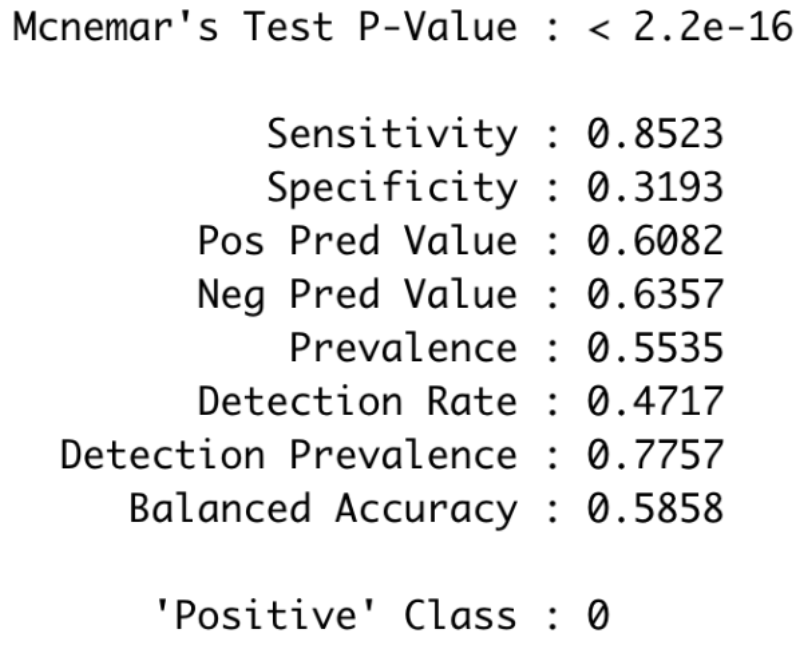 Mcnemar's Test P-Value : < 2.2e-16
Sensitivity : 0.8523
Specificity : 0.3193
Pos Pred Value : 0.6082
Neg Pred Value : 0.6357
Prevalence : 0.5535
Detection Rate : 0.4717
Detection Prevalence : 0.7757
Balanced Accuracy : 0.5858
'Positive' Class : 0